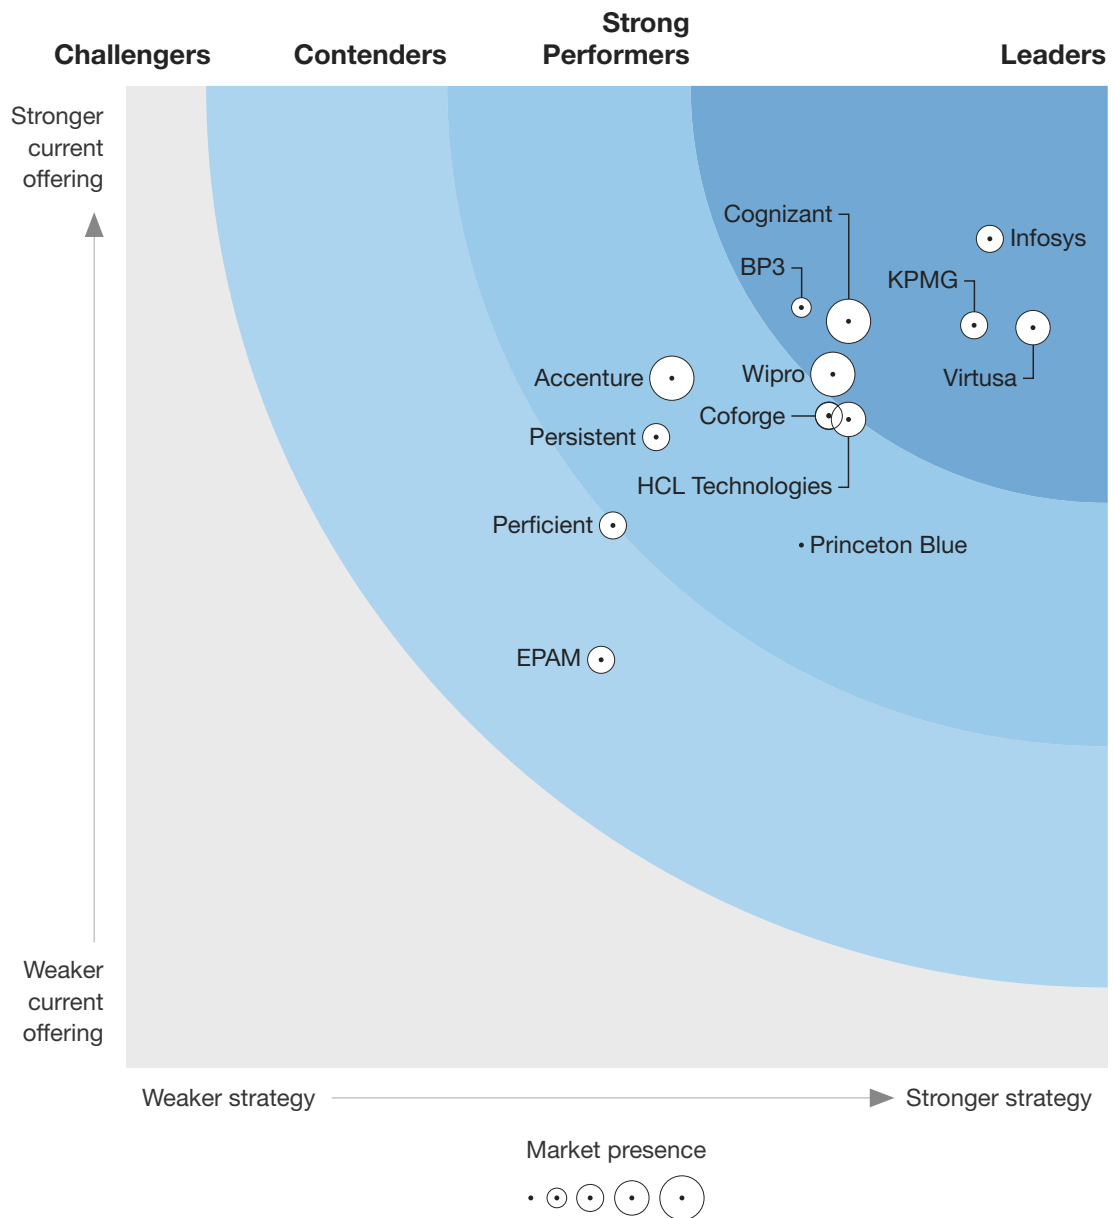 Challengers
Contenders
Strong
Performers
Leaders
Stronger
current
offering
Cognizant
Infosys
BP3
KPMG
Accenture
Wipro
Virtusa
Coforge
Persistent
HCL Technologies
Perficient
Princeton Blue
EPAM
Weaker
current
offering
Weaker strategy
Stronger strategy
Market presence